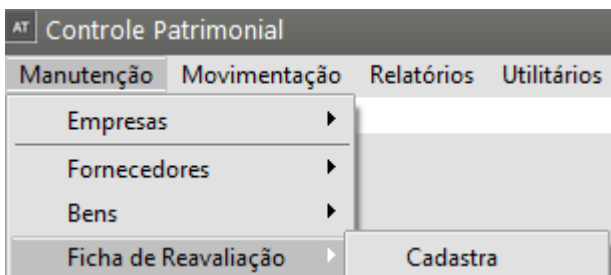 AT Controle Patrimonial
Manutenção Movimentação Relatórios Utilitários
Empresas
Fornecedores
Bens
Ficha de Reavaliação Cadastra